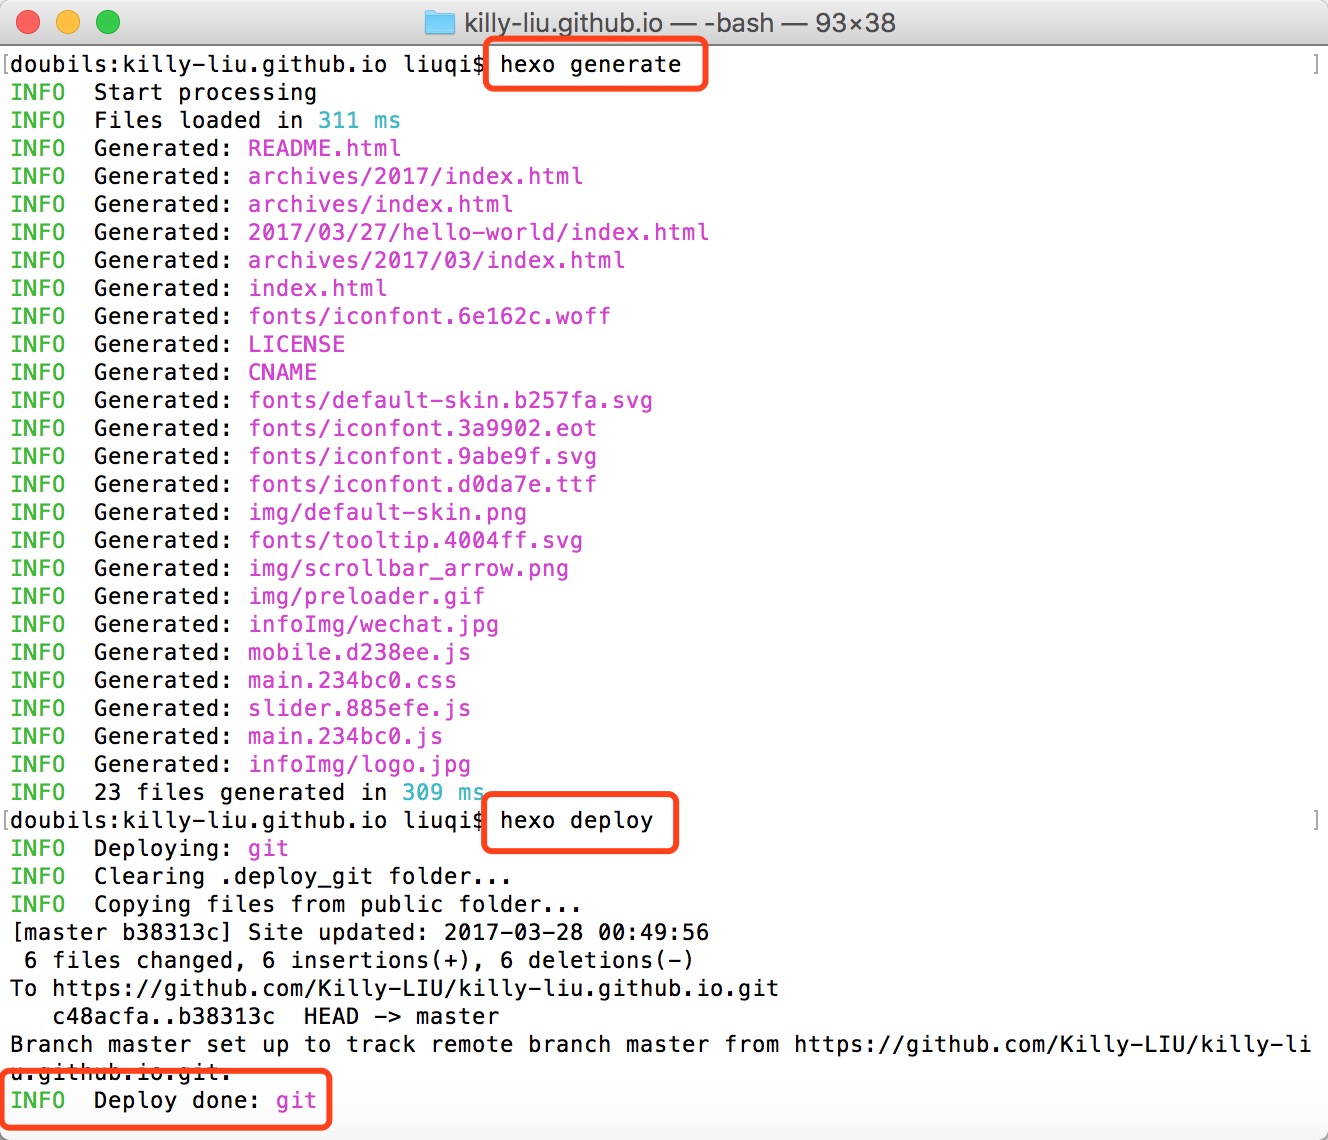 killy-liu.github.io — -bash — 93×38
[doubils:killy-liu.github.io liuqi$ hexo generate ]
INFO  Start processing
INFO  Files loaded in 311 ms
INFO  Generated: README.html
INFO  Generated: archives/2017/index.html
INFO  Generated: archives/index.html
INFO  Generated: 2017/03/27/hello-world/index.html
INFO  Generated: archives/2017/03/index.html
INFO  Generated: index.html
INFO  Generated: fonts/iconfont.6e162c.woff
INFO  Generated: LICENSE
INFO  Generated: CNAME
INFO  Generated: fonts/default-skin.b257fa.svg
INFO  Generated: fonts/iconfont.3a9902.eot
INFO  Generated: fonts/iconfont.9abe9f.svg
INFO  Generated: fonts/iconfont.d0da7e.ttf
INFO  Generated: img/default-skin.png
INFO  Generated: fonts/tooltip.4004ff.svg
INFO  Generated: img/scrollbar_arrow.png
INFO  Generated: img/preloader.gif
INFO  Generated: infoImg/wechat.jpg
INFO  Generated: mobile.d238ee.js
INFO  Generated: main.234bc0.css
INFO  Generated: slider.885efe.js
INFO  Generated: main.234bc0.js
INFO  Generated: infoImg/logo.jpg
INFO  23 files generated in 309 ms
[doubils:killy-liu.github.io liuqi$ hexo deploy ]
INFO  Deploying: git
INFO  Clearing .deploy_git folder...
INFO  Copying files from public folder...
[master b38313c] Site updated: 2017-03-28 00:49:56
 6 files changed, 6 insertions(+), 6 deletions(-)
To https://github.com/Killy-LIU/killy-liu.github.io.git
   c48acfa..b38313c  HEAD -> master
Branch master set up to track remote branch master from https://github.com/Killy-LIU/killy-li
u.github.io.git.
INFO  Deploy done: git